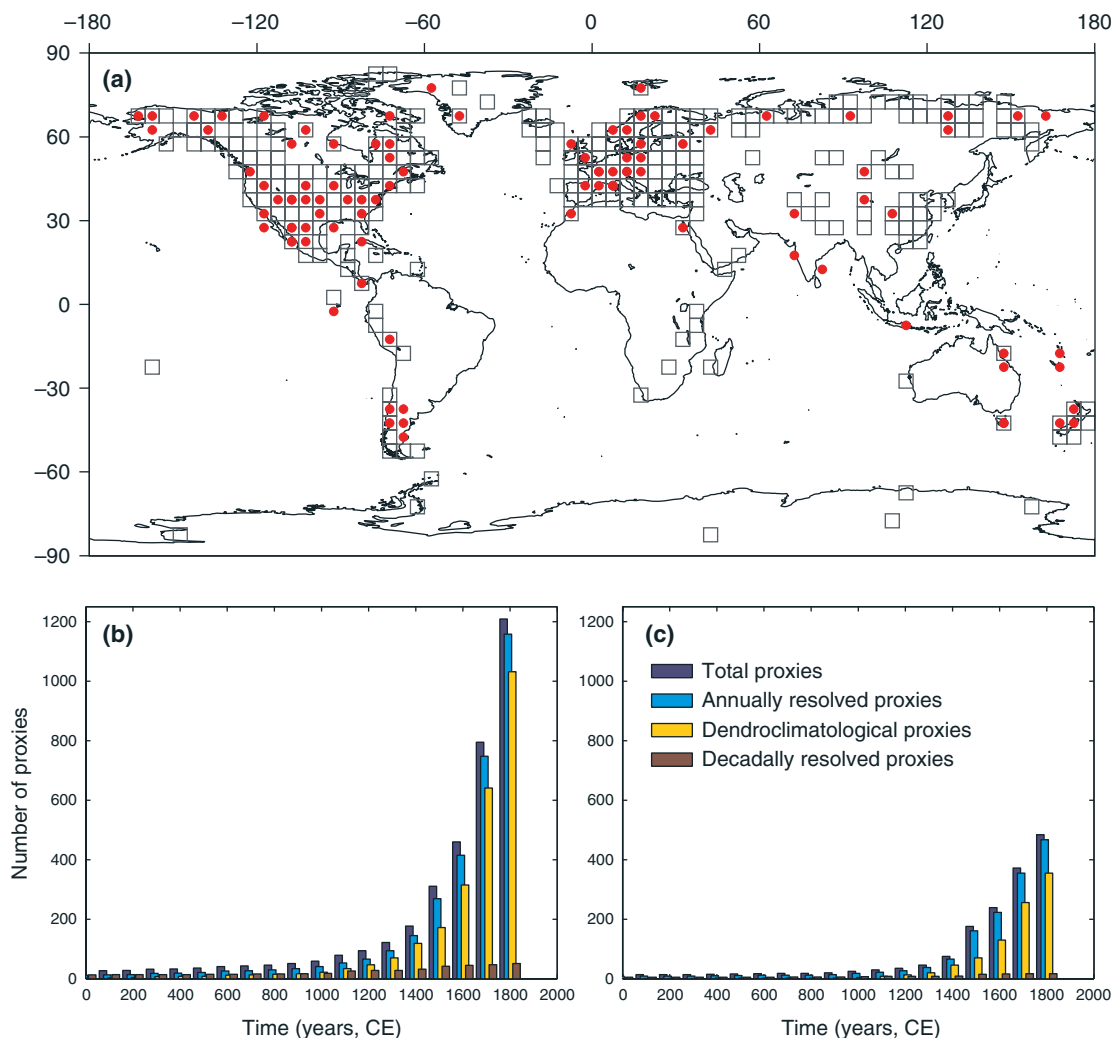 −180 −120 −60 0 60 120 180
90
(a)
60
30
0
−30
−60
−90
(b)
1200
1000
800
600
400
200
0
Number of proxies
0 200 400 600 800 1000 1200 1400 1600 1800 2000
Time (years, CE)
(c)
1200
1000
800
600
400
200
0
Total proxies
Annually resolved proxies
Dendroclimatological proxies
Decadally resolved proxies
0 200 400 600 800 1000 1200 1400 1600 1800 2000
Time (years, CE)